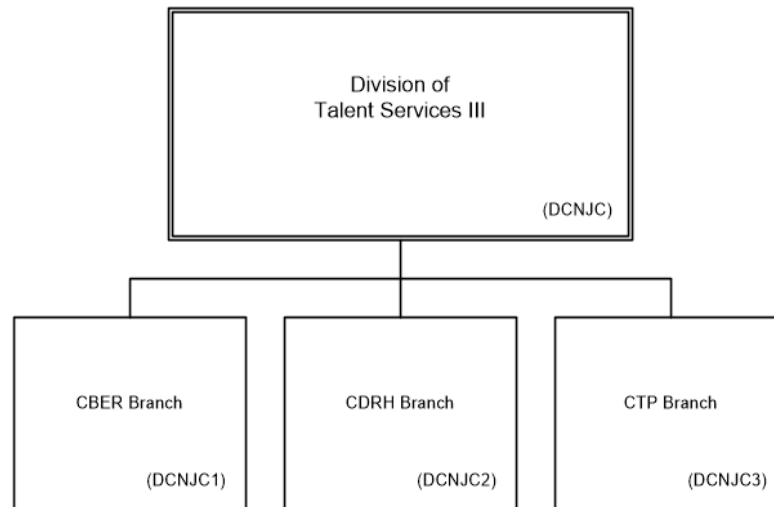 Division of
Talent Services III
(DCNJC)
CBER Branch
(DCNJC1)
CDRH Branch
(DCNJC2)
CTP Branch
(DCNJC3)